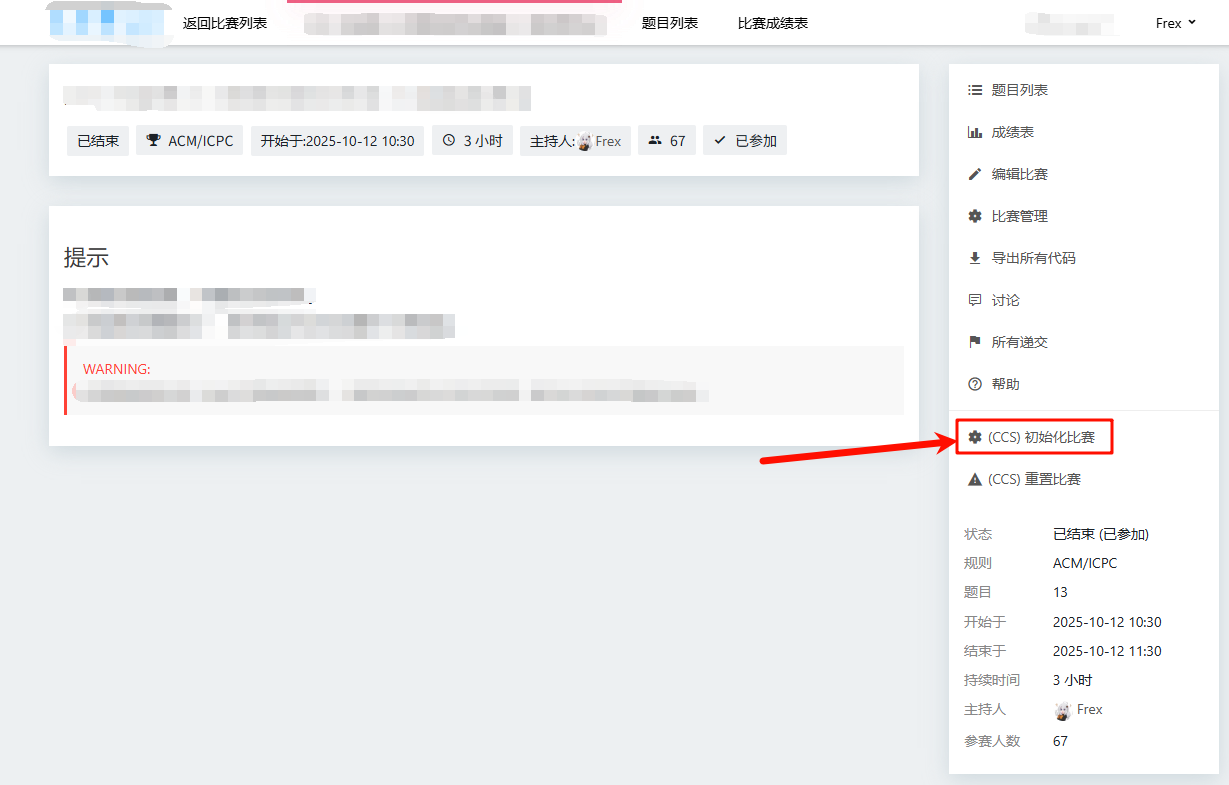 返回比赛列表
题目列表
比赛成绩表
Frex
已结束
ACM/ICPC
开始于:2025-10-12 10:30
3 小时
主持人: Frex
67
已参加
提示
WARNING:
题目列表
成绩表
编辑比赛
比赛管理
导出所有代码
讨论
所有递交
帮助
(CCS) 初始化比赛
(CCS) 重置比赛
状态 已结束 (已参加)
规则 ACM/ICPC
题目 13
开始于 2025-10-12 10:30
结束于 2025-10-12 11:30
持续时间 3 小时
主持人 Frex
参赛人数 67